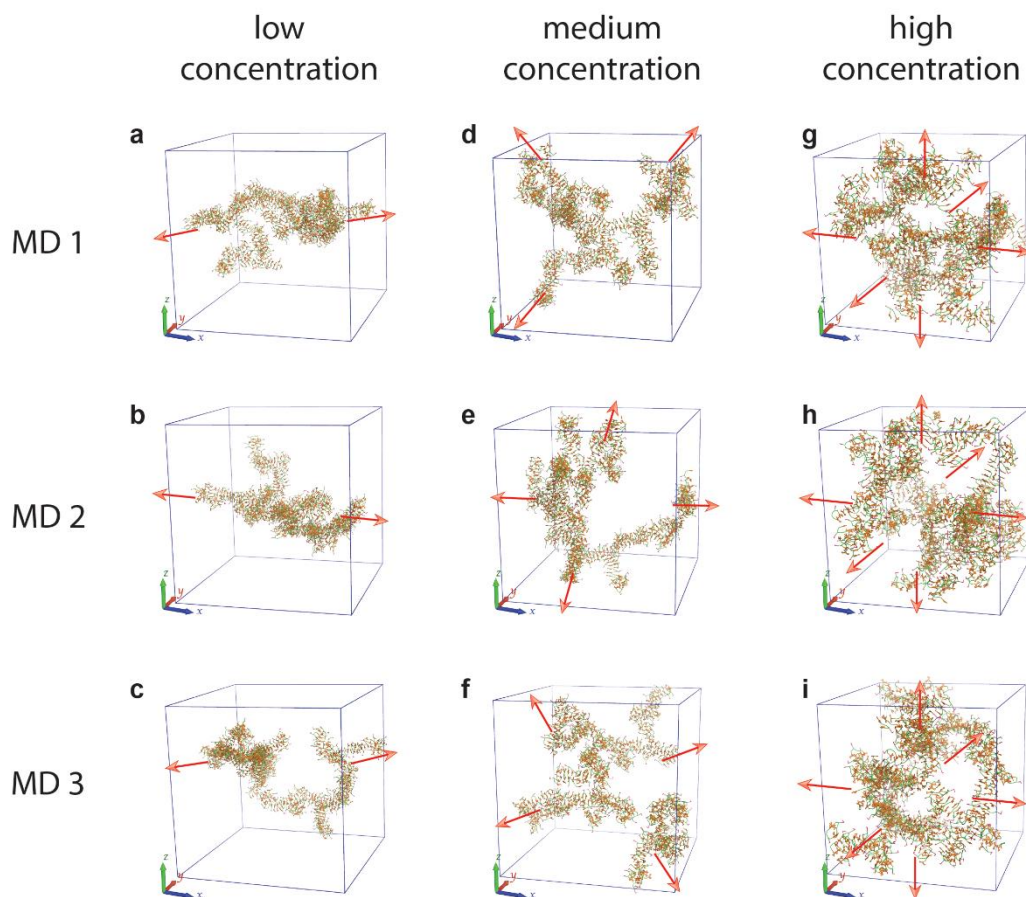 low concentration
medium concentration
high concentration
MD 1
a
z y x
d
z y x
g
z y x
MD 2
b
z y x
e
z y x
h
z y x
MD 3
c
z y x
f
z y x
i
z y x